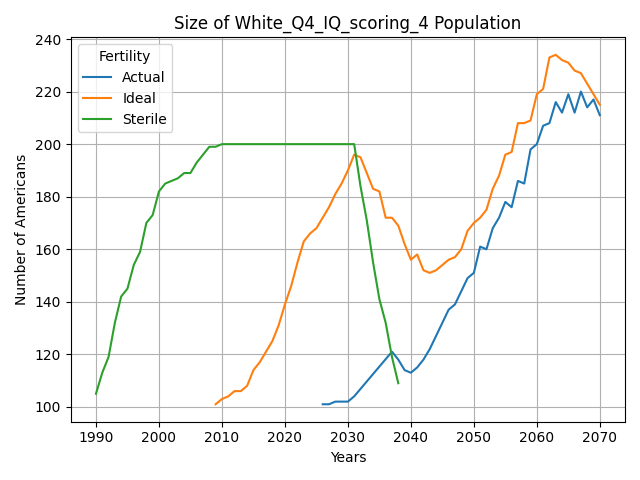 Size of White_Q4_IQ_scoring_4 Population
240
220
200
180
160
140
120
100
Number of Americans
Fertility
Actual
Ideal
Sterile
1990 2000 2010 2020 2030 2040 2050 2060 2070
Years